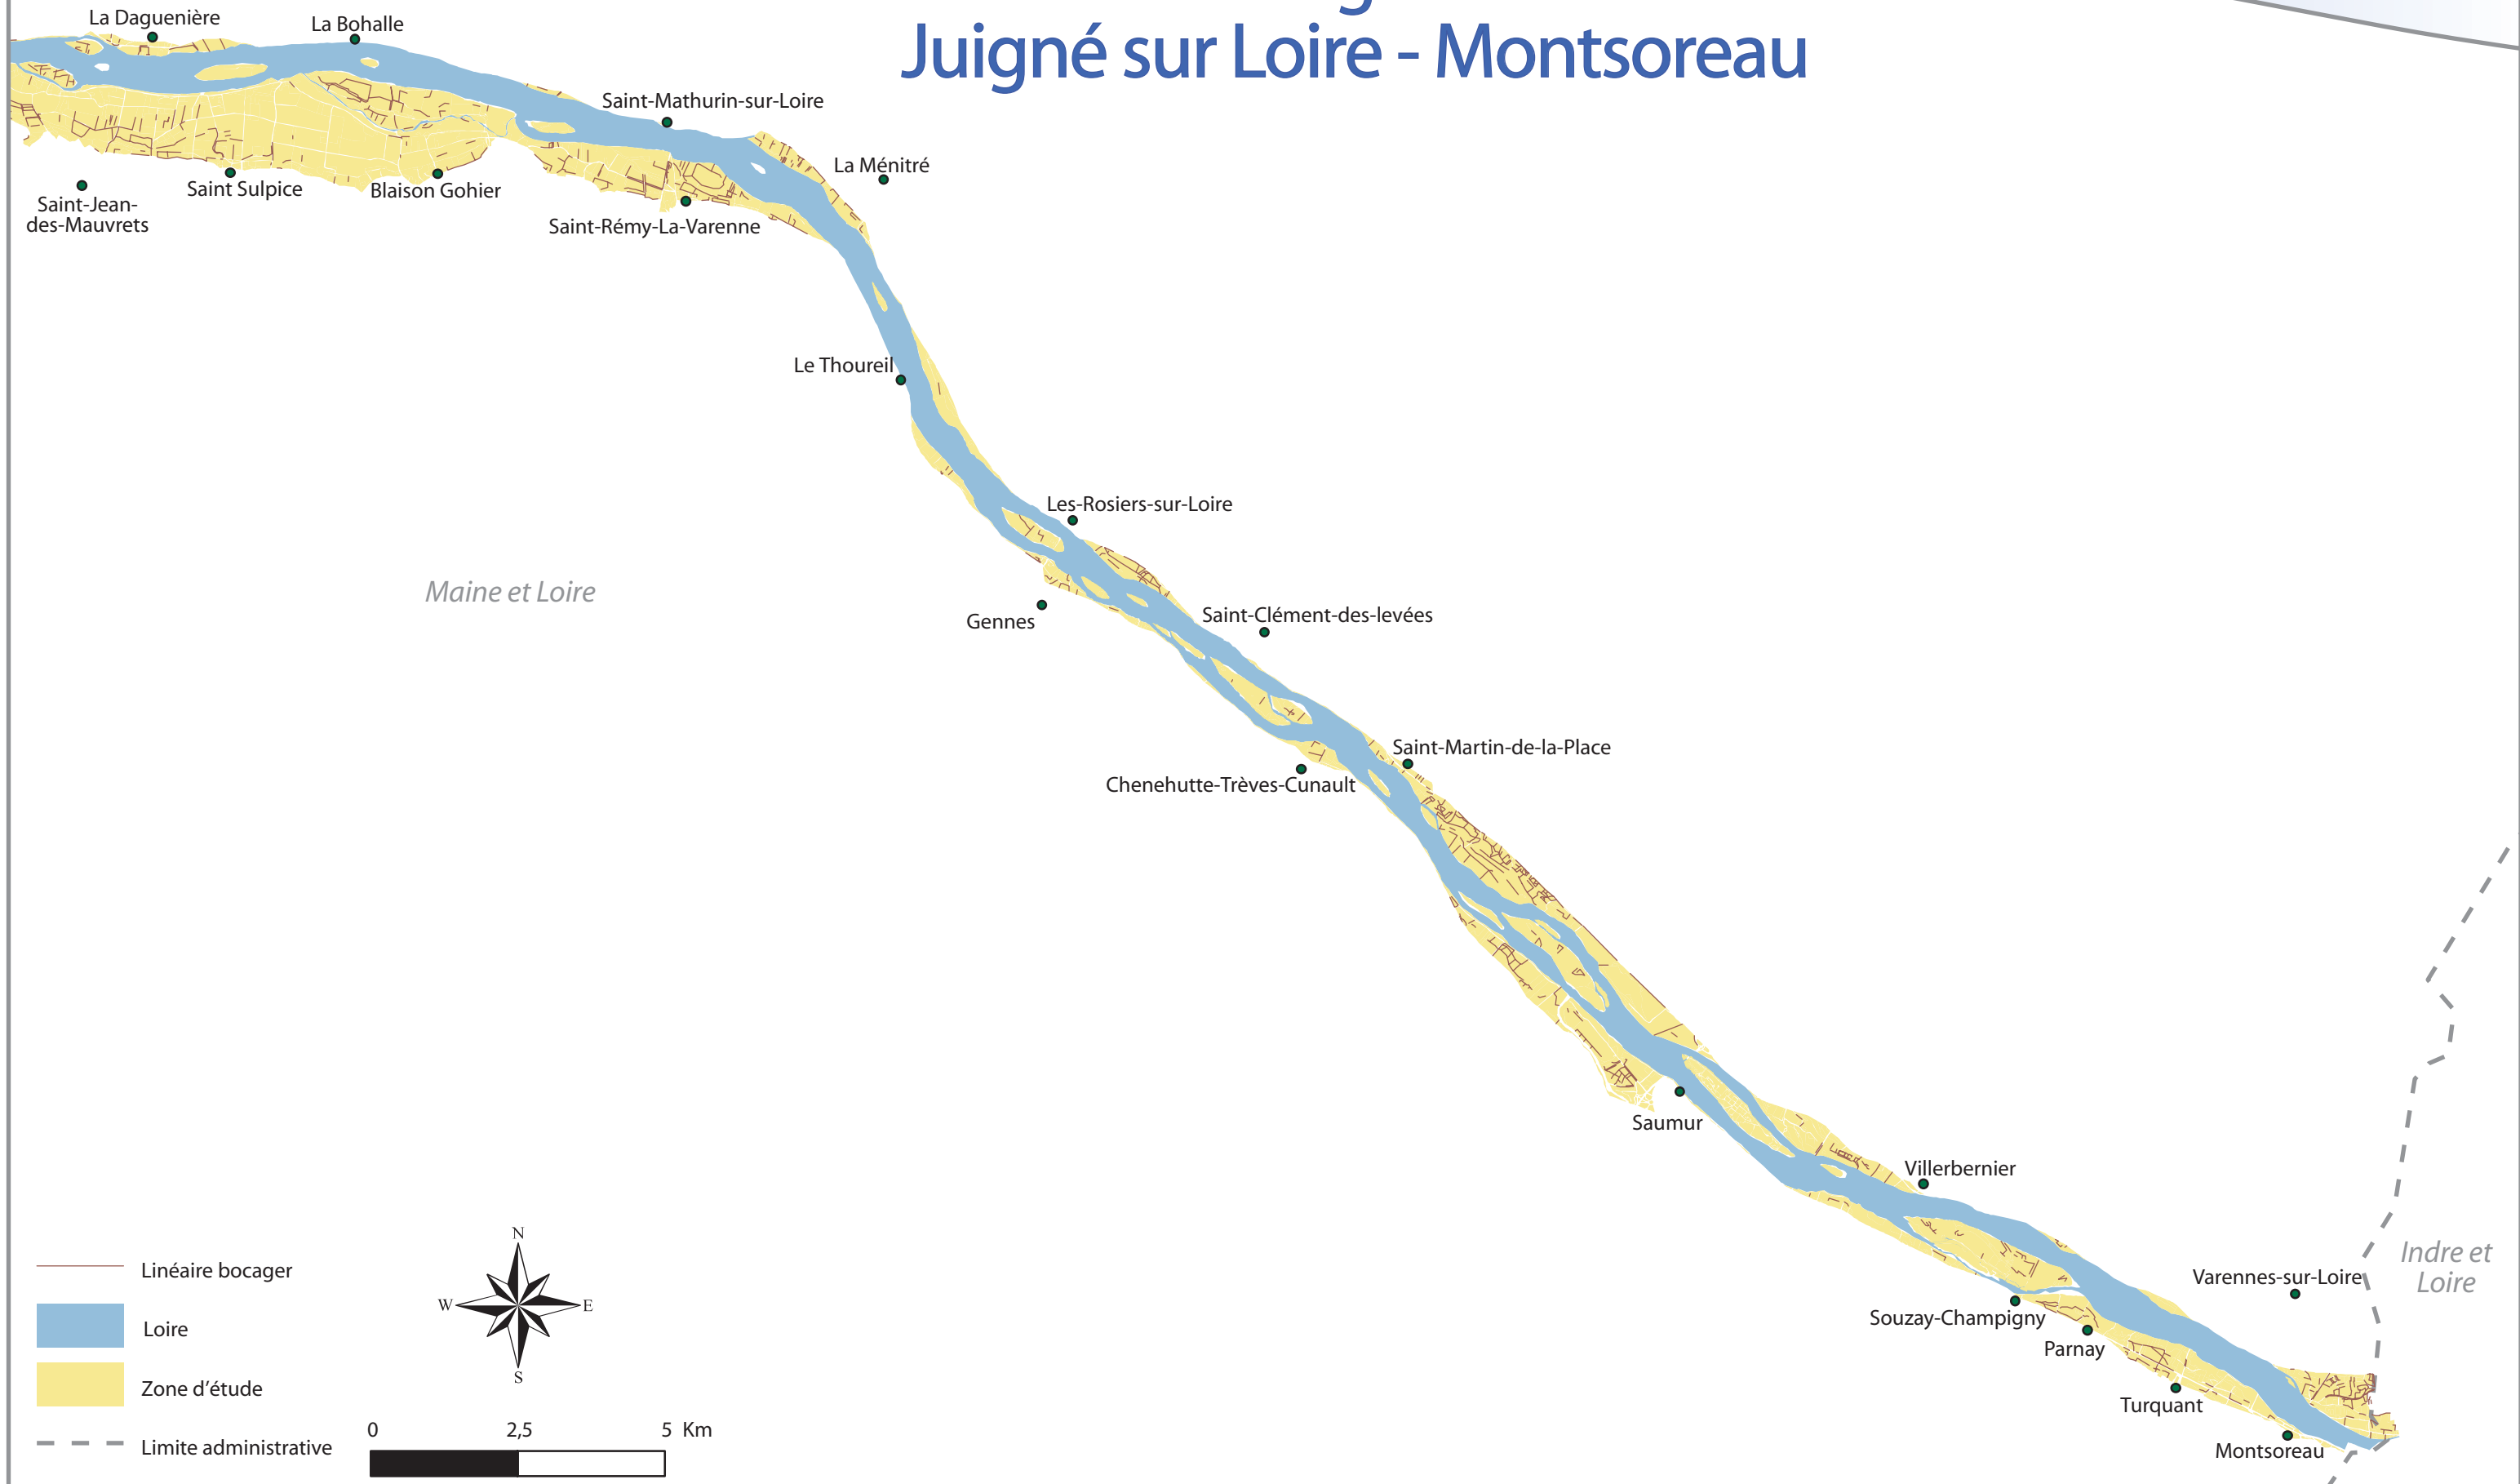 Juigné sur Loire - Montsoreau
La Daguenière
La Bohalle
Saint-Mathurin-sur-Loire
La Ménitré
Saint-Jean-
des-Mauvrets
Saint Sulpice
Blaison Gohier
Saint-Rémy-La-Varenne
Le Thoureil
Les-Rosiers-sur-Loire
Maine et Loire
Gennes
Saint-Clément-des-levées
Saint-Martin-de-la-Place
Chenehutte-Trèves-Cunault
Saumur
Villerbernier
Indre et
Loire
Varennes-sur-Loire
Souzay-Champigny
Parnay
Turquant
Montsoreau
N
W
E
S
Linéaire bocager
Loire
Zone d'étude
Limite administrative
0 2,5 5 Km